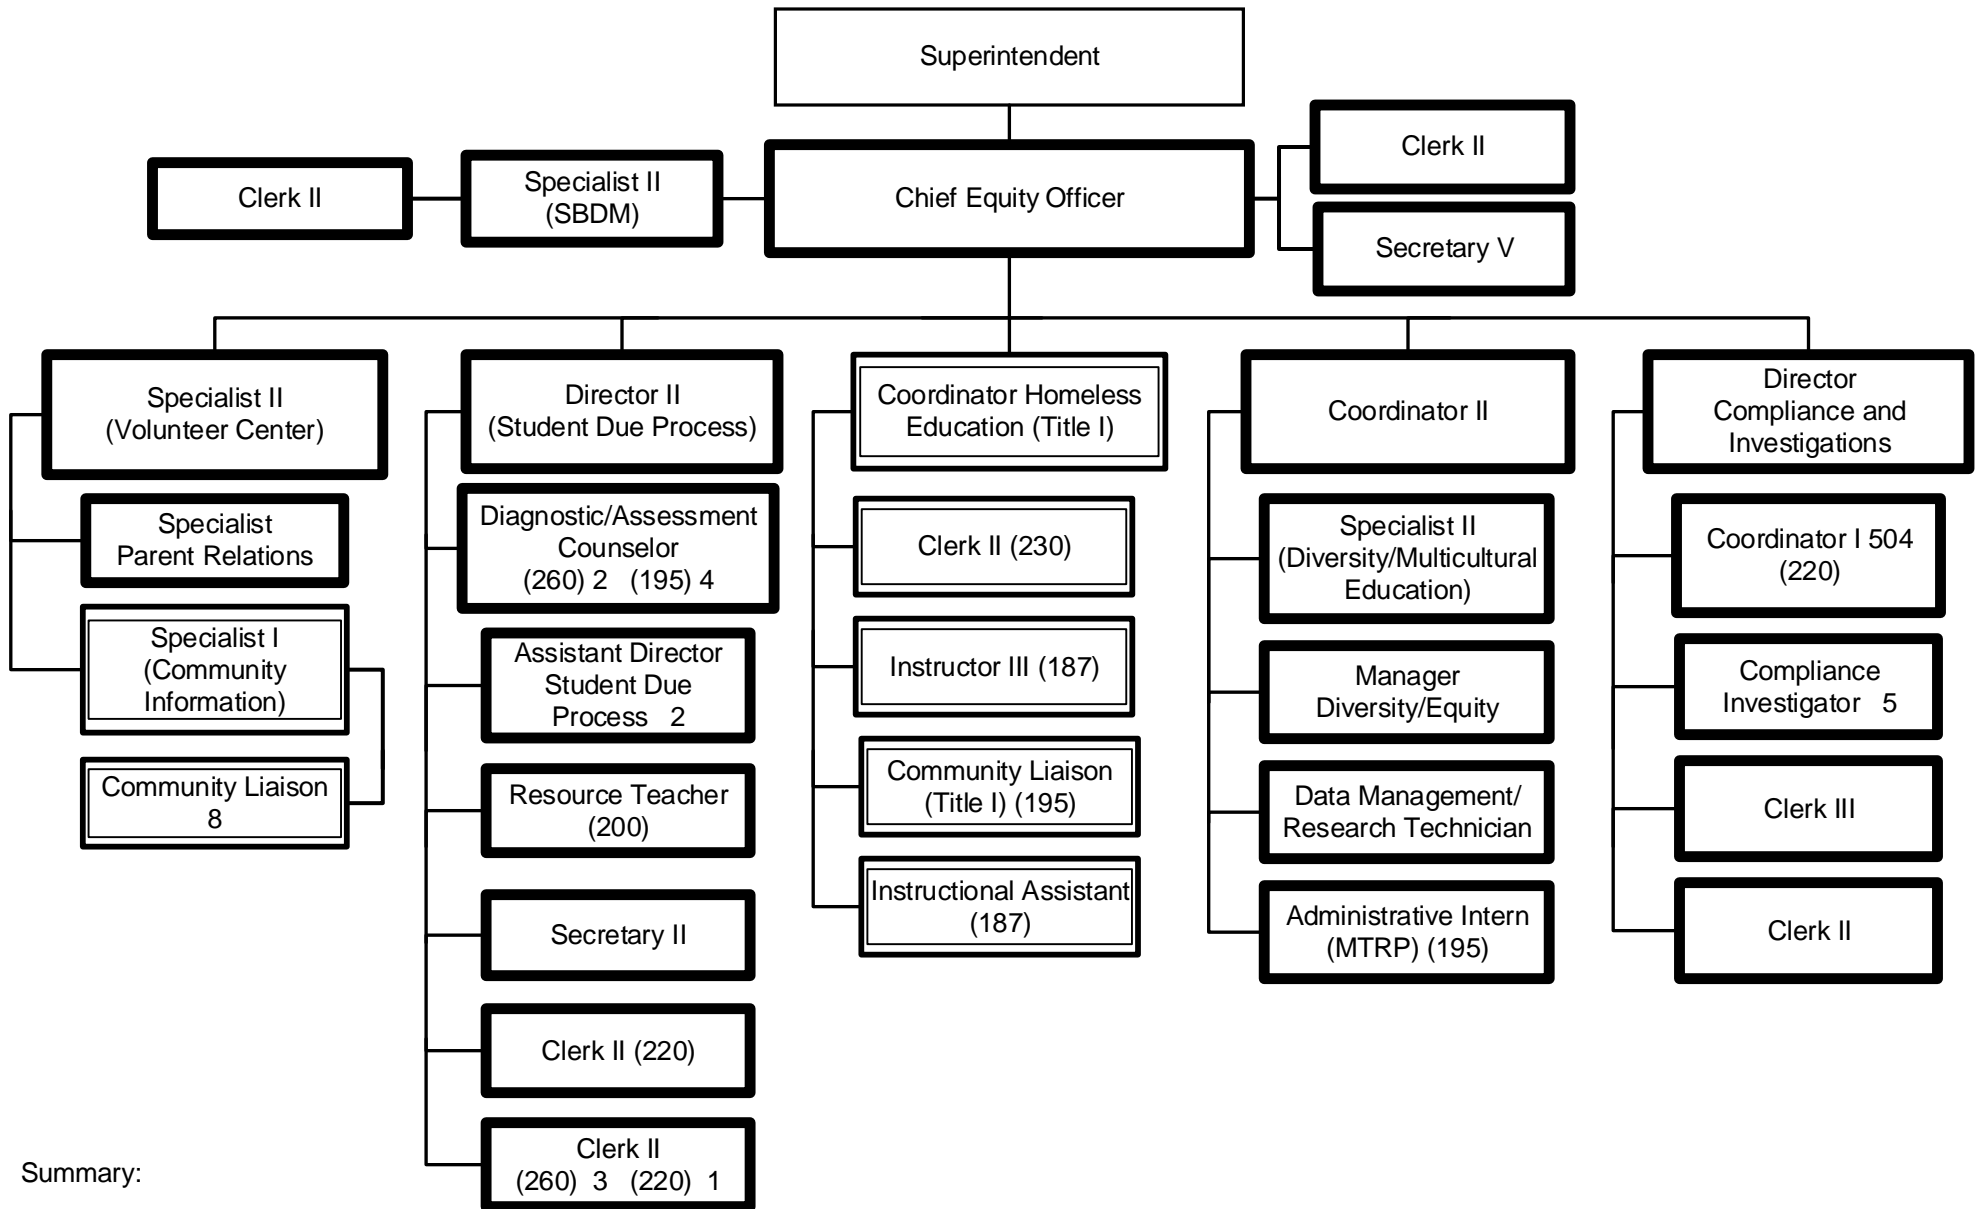 Superintendent
Clerk II
Specialist II
(SBDM)
Chief Equity Officer
Clerk II
Secretary V
Specialist II
(Volunteer Center)
Specialist
Parent Relations
Specialist I
(Community
Information)
Community Liaison
8
Director II
(Student Due Process)
Diagnostic/Assessment
Counselor
(260) 2 (195) 4
Assistant Director
Student Due
Process 2
Resource Teacher
(200)
Secretary II
Clerk II (220)
Clerk II
(260) 3 (220) 1
Coordinator Homeless
Education (Title I)
Clerk II (230)
Instructor III (187)
Community Liaison
(Title I) (195)
Instructional Assistant
(187)
Coordinator II
Specialist II
(Diversity/Multicultural
Education)
Manager
Diversity/Equity
Data Management/
Research Technician
Administrative Intern
(MTRP) (195)
Director
Compliance and
Investigations
Coordinator I 504
(220)
Compliance
Investigator 5
Clerk III
Clerk II
Summary: